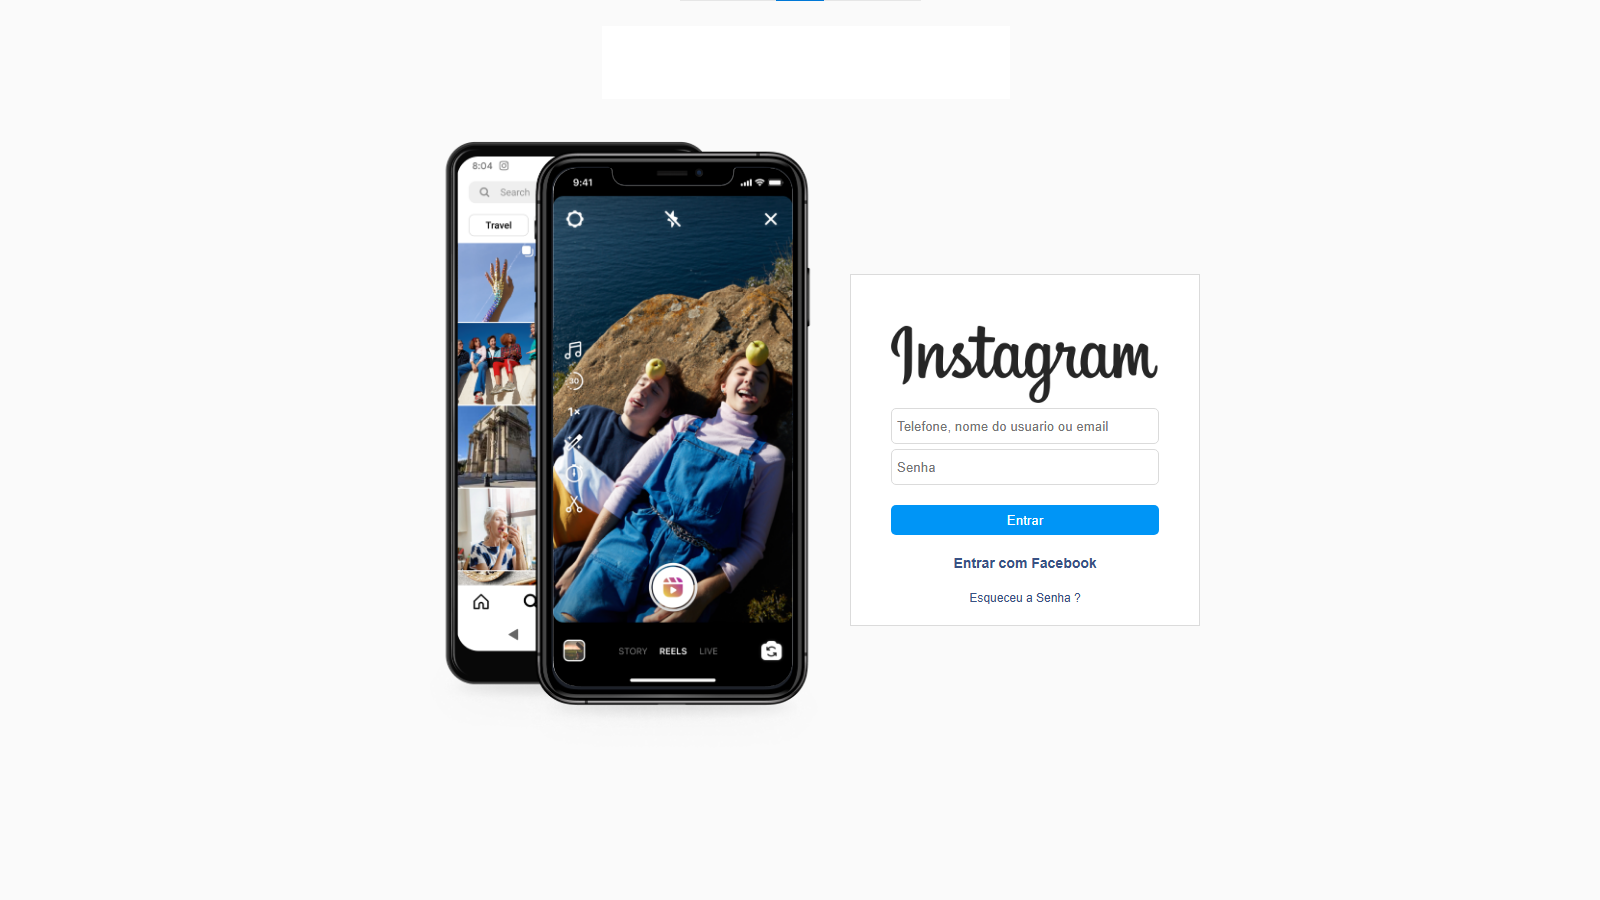 8:04
Search
Travel
9:41
30
1×
STORY REELS LIVE
Instagram
Telefone, nome do usuario ou email
Senha
Entrar
Entrar com Facebook
Esqueceu a Senha ?